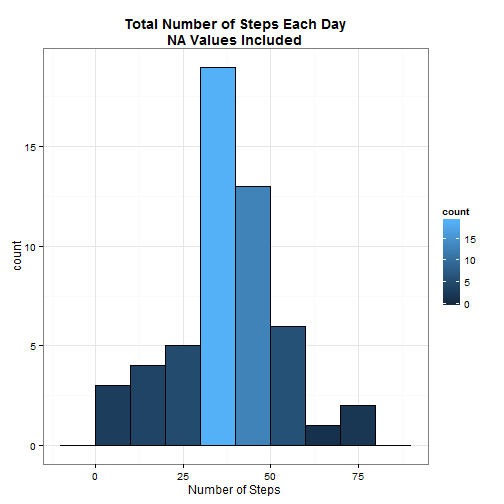 Total Number of Steps Each Day
NA Values Included
count
15
10
5
0
0
25
50
75
Number of Steps
count
15
10
5
0